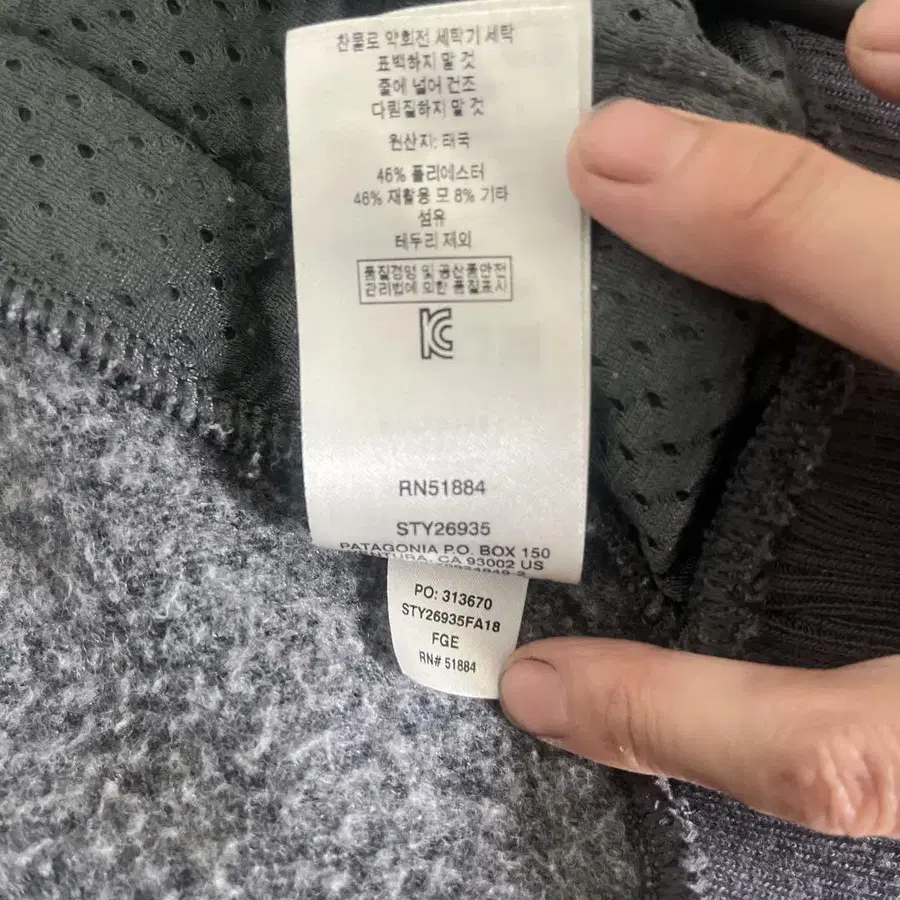 찬물로 약회전 세탁기 세탁
표백하지 말 것
줄에 널어 건조
다림질하지 말 것
원산지: 태국
46% 폴리에스터
46% 재활용 모 8% 기타
섬유
테두리 제외
품질경영 및 공산품안전
관리법에 의한 품질표시
RN51884
STY26935
PATAGONIA P.O. BOX 150
CA 93002 US
PO: 313670
STY26935FA18
FGE
RN# 51884